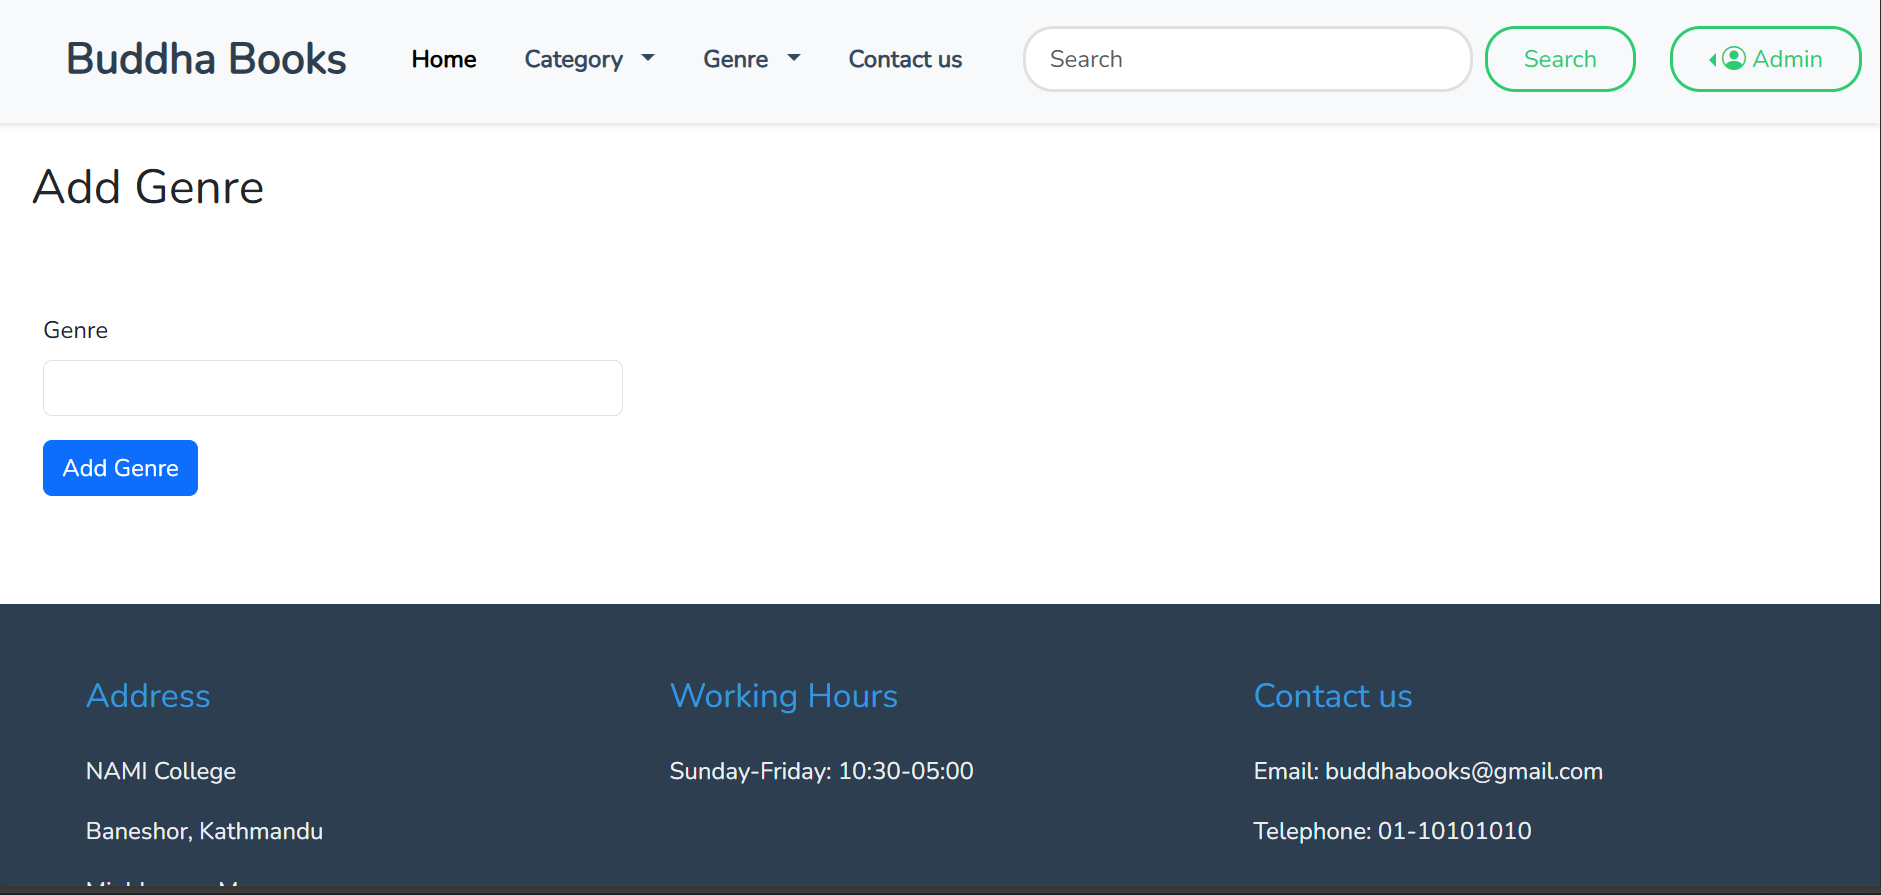 Buddha Books Home Category Genre Contact us Search Search Admin
Add Genre
Genre
Add Genre
Address
NAMI College
Baneshor, Kathmandu
Working Hours
Sunday-Friday: 10:30-05:00
Contact us
Email: buddhabooks@gmail.com
Telephone: 01-10101010